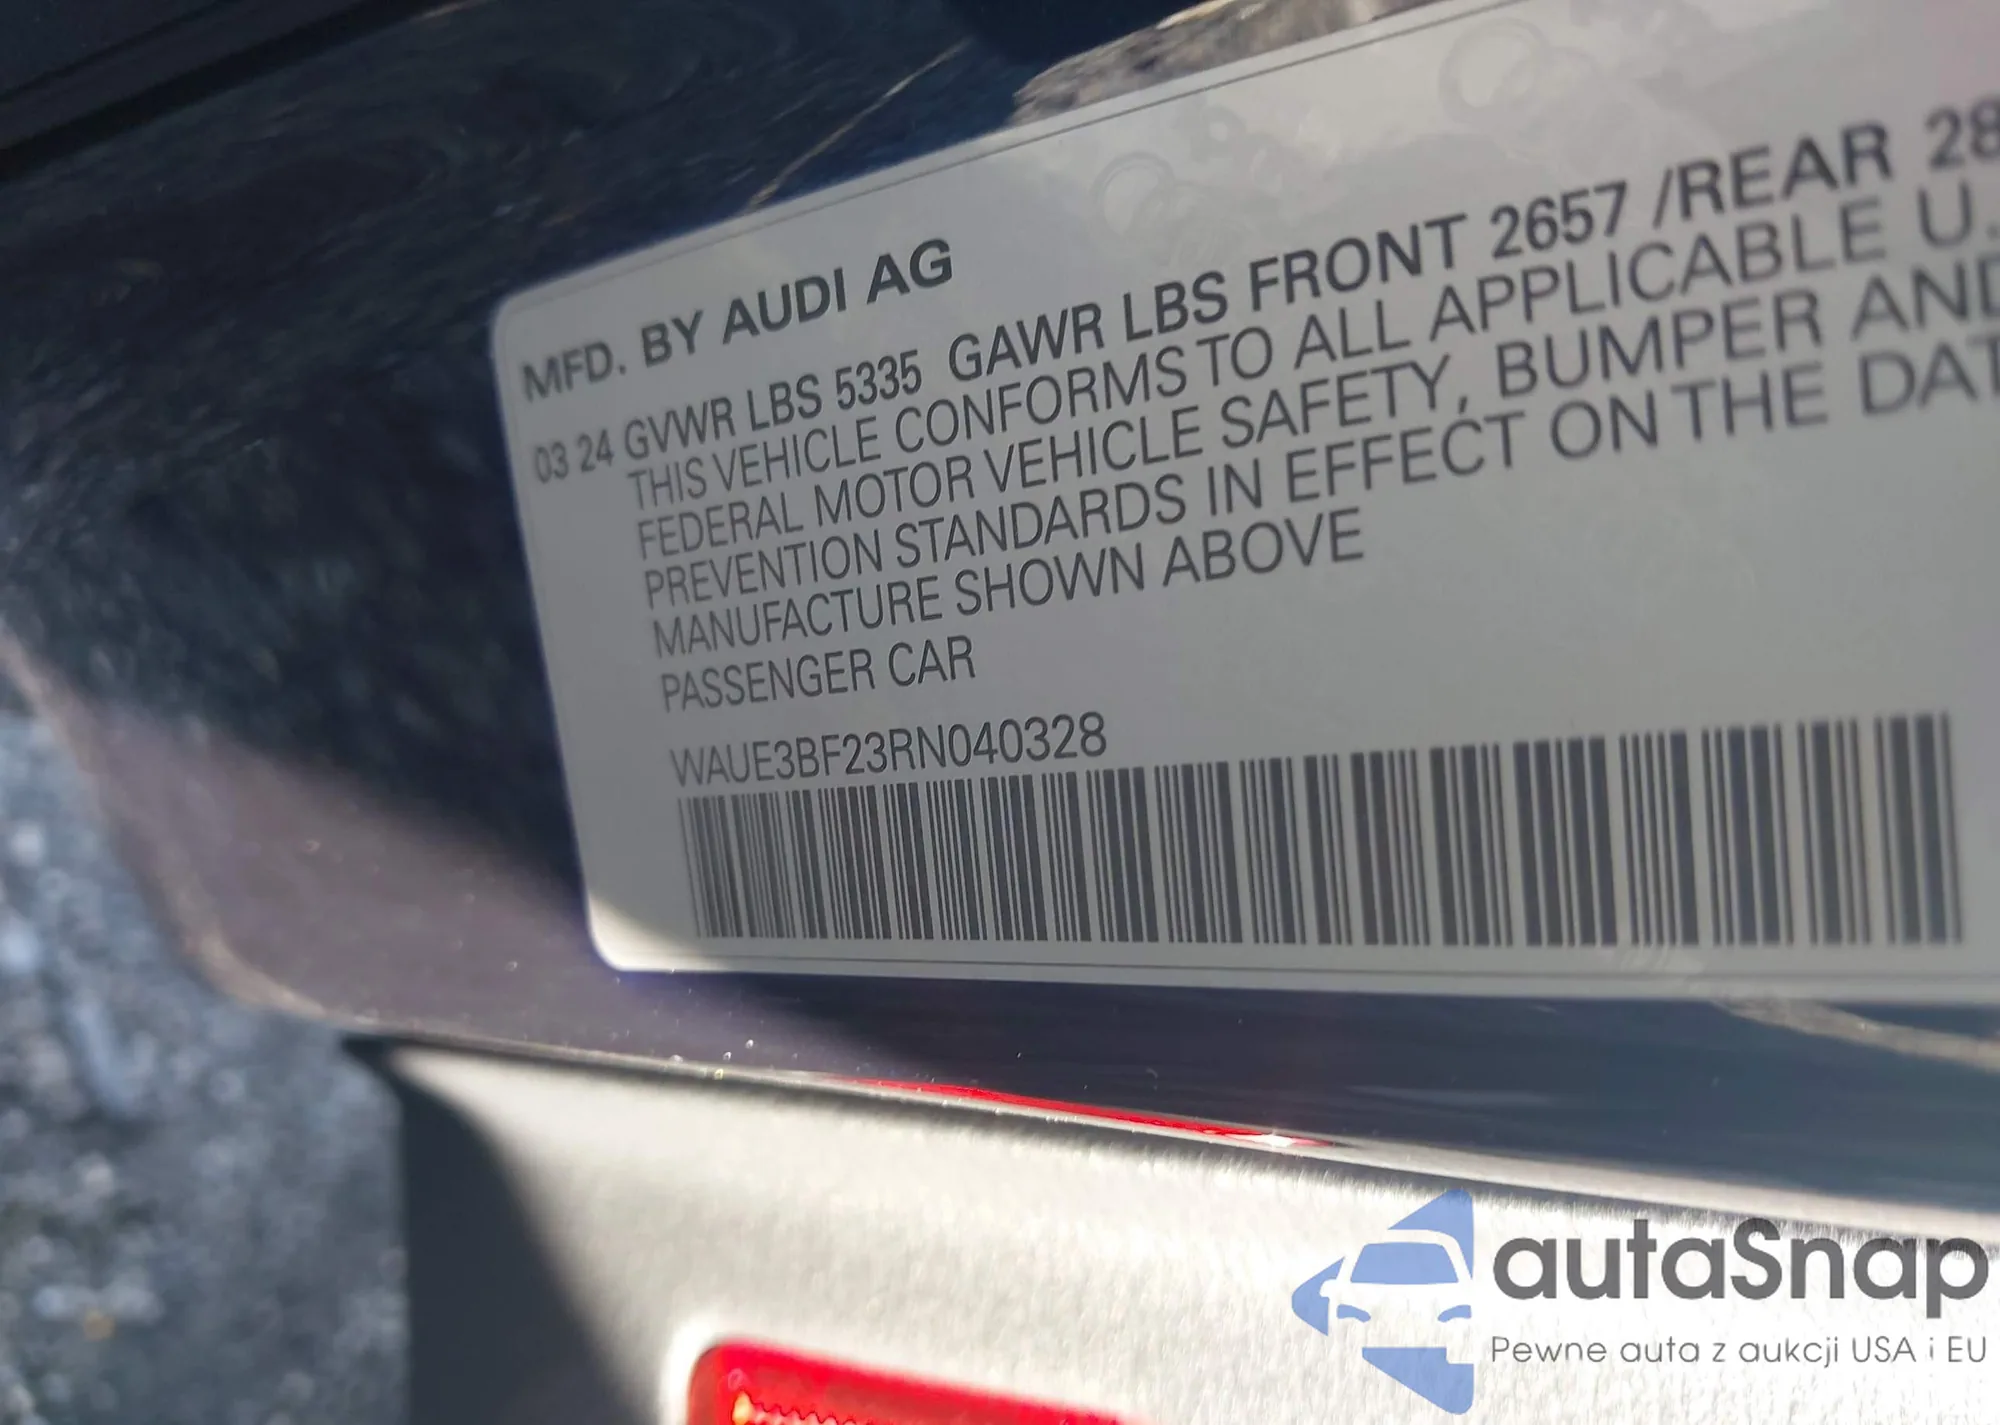 MFD. BY AUDI AG
03 24 GVWR LBS 5335 GAWR LBS FRONT 2657 /REAR 28
THIS VEHICLE CONFORMS TO ALL APPLICABLE U.
FEDERAL MOTOR VEHICLE SAFETY, BUMPER AND
PREVENTION STANDARDS IN EFFECT ON THE DAT
MANUFACTURE SHOWN ABOVE
PASSENGER CAR
WAUE3BF23RN040328
autaSnap
Pewne auta z aukcji USA i EU